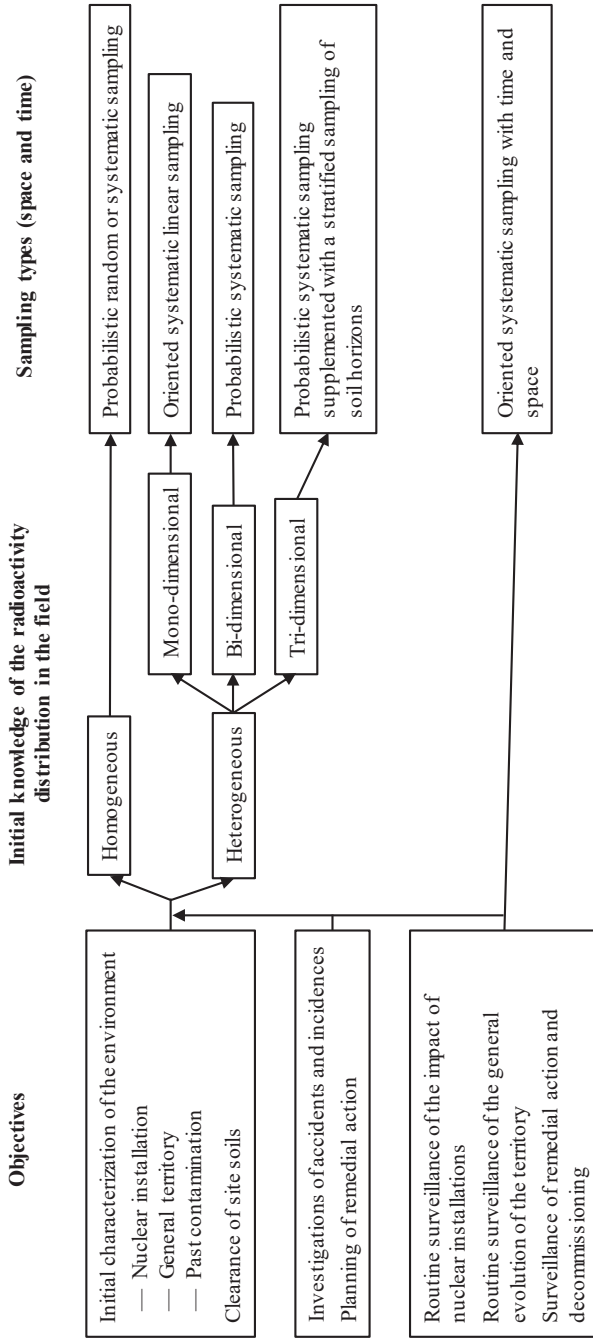 Objectives
Initial knowledge of the radioactivity
distribution in the field
Sampling types (space and time)
Initial characterization of the environment
— Nuclear installation
— General territory
— Past contamination
Clearance of site soils
Investigations of accidents and incidences
Planning of remedial action
Routine surveillance of the impact of
nuclear installations
Routine surveillance of the general
evolution of the territory
Surveillance of remedial action and
decommissioning
Homogeneous
Heterogeneous
Mono-dimensional
Bi-dimensional
Tri-dimensional
Probabilistic random or systematic sampling
Oriented systematic linear sampling
Probabilistic systematic sampling
Probabilistic systematic sampling
supplemented with a stratified sampling of
soil horizons
Oriented systematic sampling with time and
space